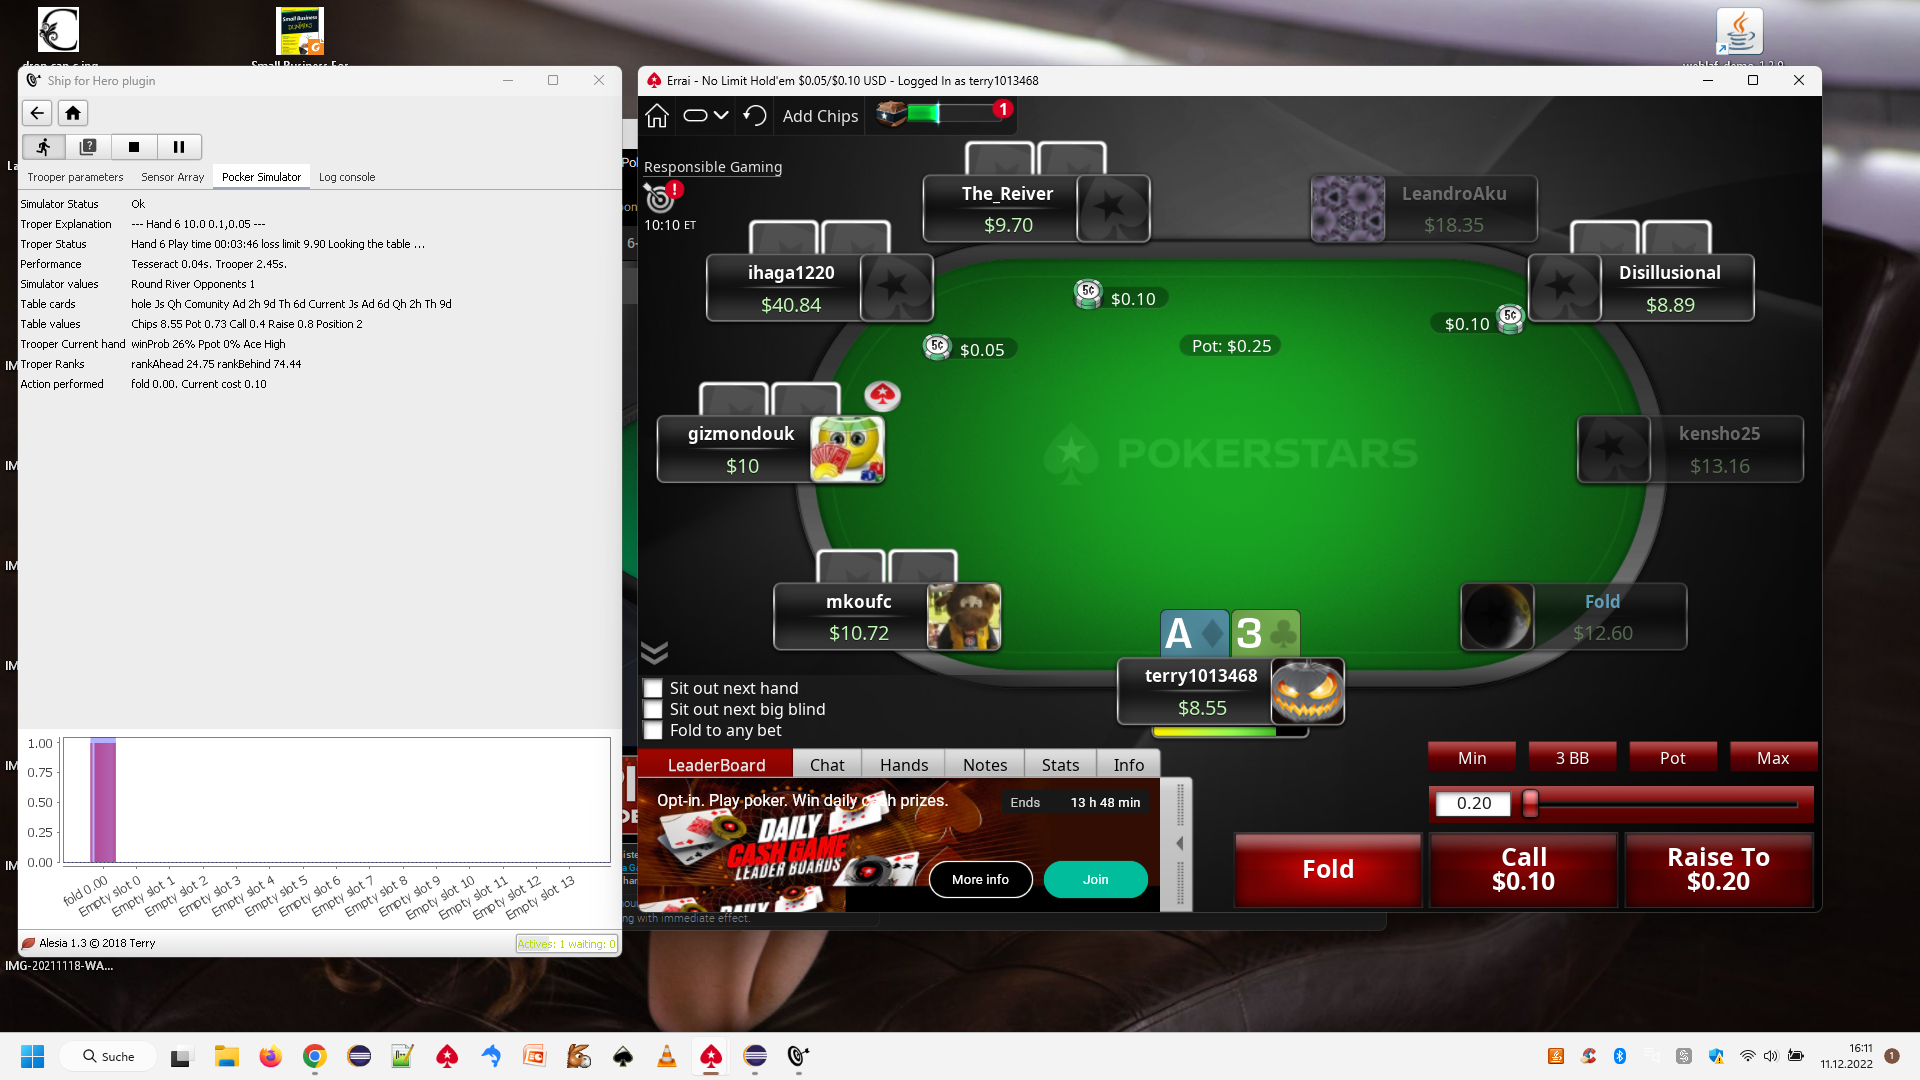 Ship for Hero plugin
Trooper parameters
Sensor Array
Pocker Simulator
Log console
Simulator Status Ok
Troper Explanation --- Hand 6 10.0 0.1,0.05 ---
Troper Status Hand 6 Play time 00:03:46 loss limit 9.90 Looking the table ...
Performance Tesseract 0.04s. Trooper 2.45s.
Simulator values Round River Opponents 1
Table cards hole Js Qh Comunity Ad 2h 9d Th 6d Current Js Ad 6d Qh 2h Th 9d
Table values Chips 8.55 Pot 0.73 Call 0.4 Raise 0.8 Position 2
Trooper Current hand winProb 26% Ppot 0% Ace High
Troper Ranks rankAhead 24.75 rankBehind 74.44
Action performed fold 0.00. Current cost 0.10
1.00
0.75
0.50
0.25
0.00
fold 0.00
Empty slot 0
Empty slot 1
Empty slot 2
Empty slot 3
Empty slot 4
Empty slot 5
Empty slot 6
Empty slot 7
Empty slot 8
Empty slot 9
Empty slot 10
Empty slot 11
Empty slot 12
Empty slot 13
Alesia 1.3 © 2018 Terry
Actives: 1 waiting: 0
IMG-20211118-WA...
Errai - No Limit Hold'em $0.05/$0.10 USD - Logged In as terry1013468
Add Chips
1
Responsible Gaming
10:10 ET
The_Reiver
$9.70
LeandroAku
$18.35
ihaga1220
$40.84
Disillusional
$8.89
5¢ $0.10
$0.10 5¢
5¢ $0.05
Pot: $0.25
gizmondouk
$10
POKERSTARS
kensho25
$13.16
mkoufc
$10.72
A 3
Fold
$12.60
terry1013468
$8.55
Sit out next hand
Sit out next big blind
Fold to any bet
LeaderBoard
Chat
Hands
Notes
Stats
Info
Opt-in. Play poker. Win daily cash prizes.
Ends 13 h 48 min
DAILY
CASH GAME
LEADER BOARDS
More info
Join
Min
3 BB
Pot
Max
0.20
Fold
Call
$0.10
Raise To
$0.20
ng with immediate effect.
Suche
16:11
11.12.2022
1